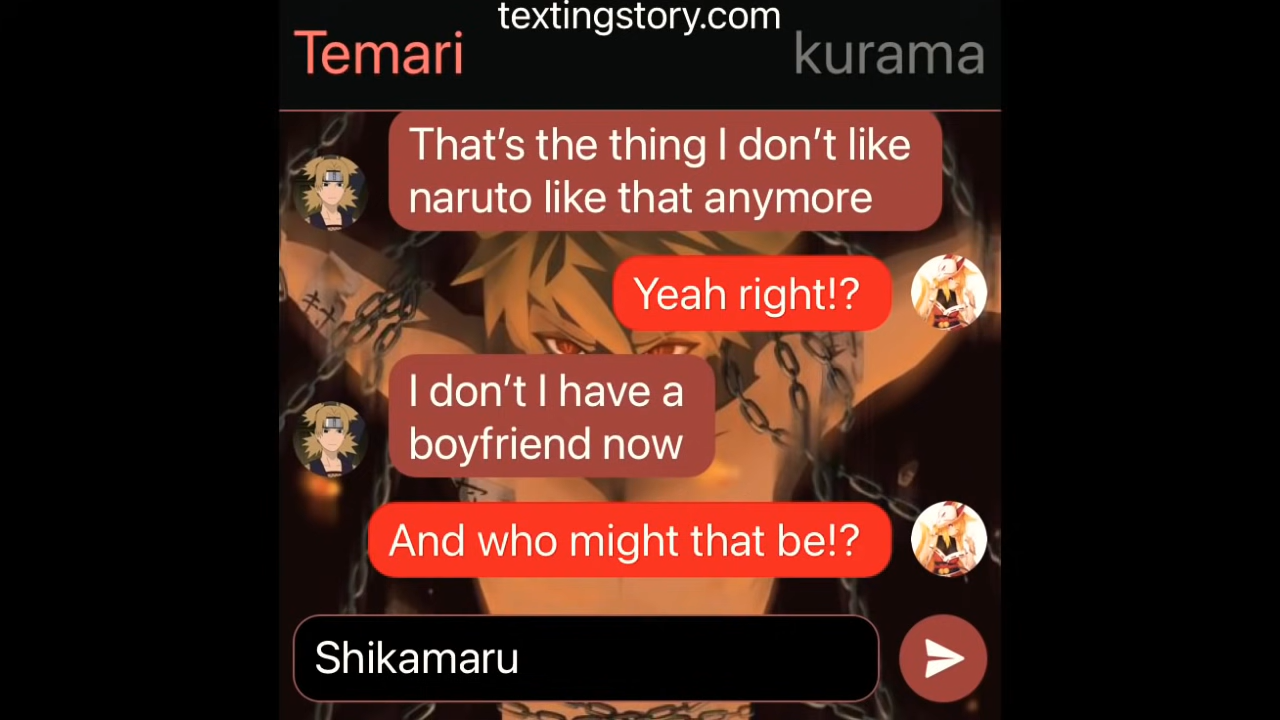 textingstory.com
Temari
kurama
That's the thing I don't like
naruto like that anymore
Yeah right!?
I don't I have a
boyfriend now
And who might that be!?
Shikamaru